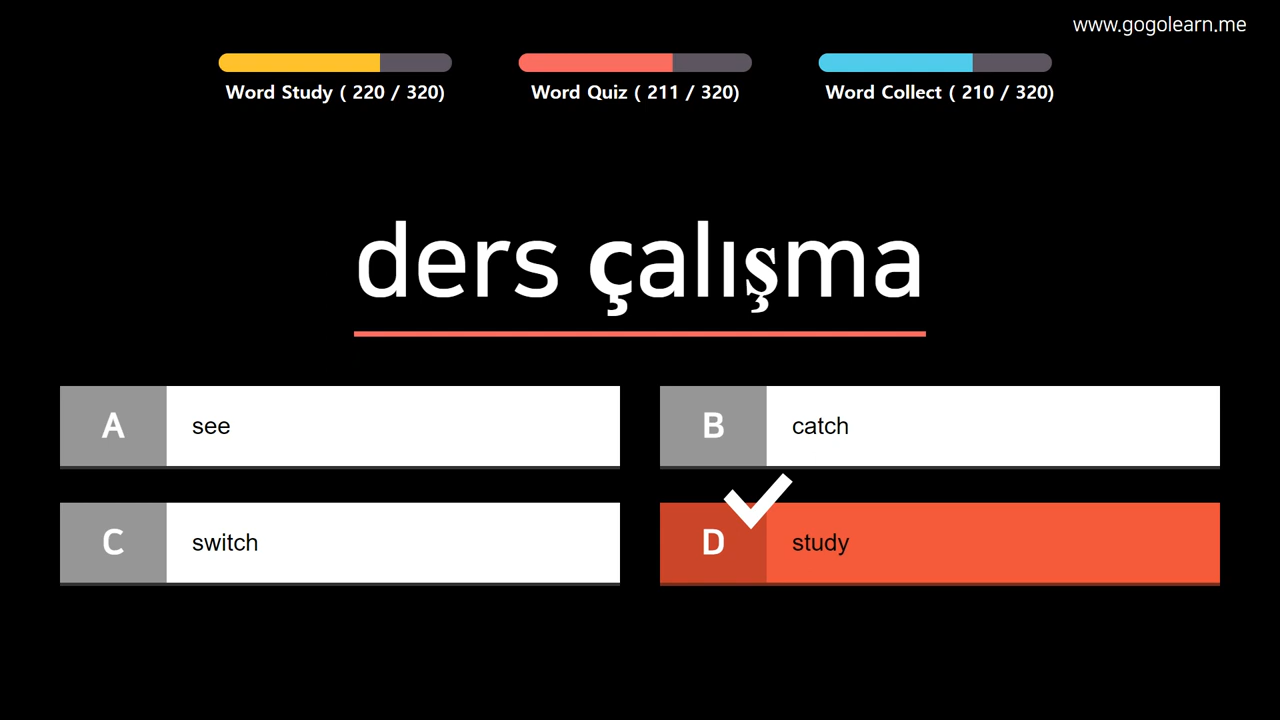 www.gogolearn.me
Word Study ( 220 / 320)
Word Quiz ( 211 / 320)
Word Collect ( 210 / 320)
ders çalışma
A see
B catch
C switch
D study